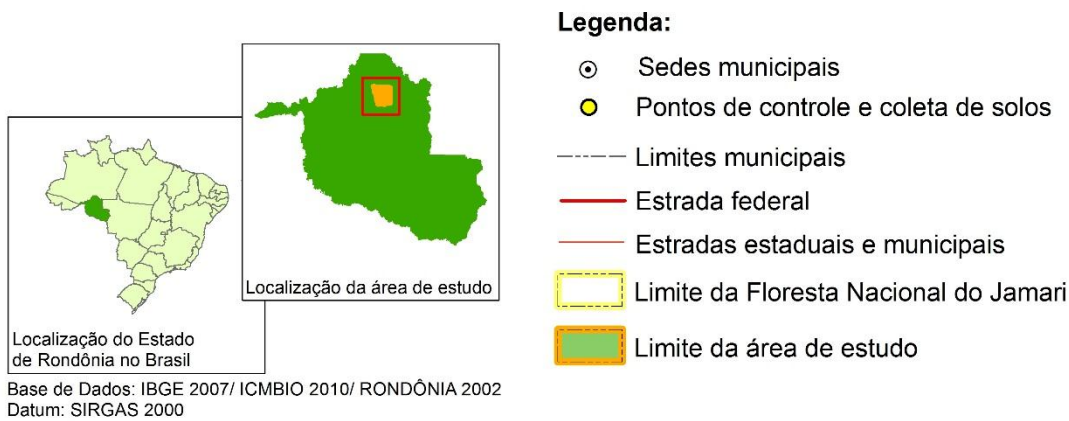 Localização da área de estudo
Localização do Estado
de Rondônia no Brasil
Base de Dados: IBGE 2007/ ICMBIO 2010/ RONDÔNIA 2002
Datum: SIRGAS 2000
Legenda:
Sedes municipais
Pontos de controle e coleta de solos
Limites municipais
Estrada federal
Estradas estaduais e municipais
Limite da Floresta Nacional do Jamari
Limite da área de estudo